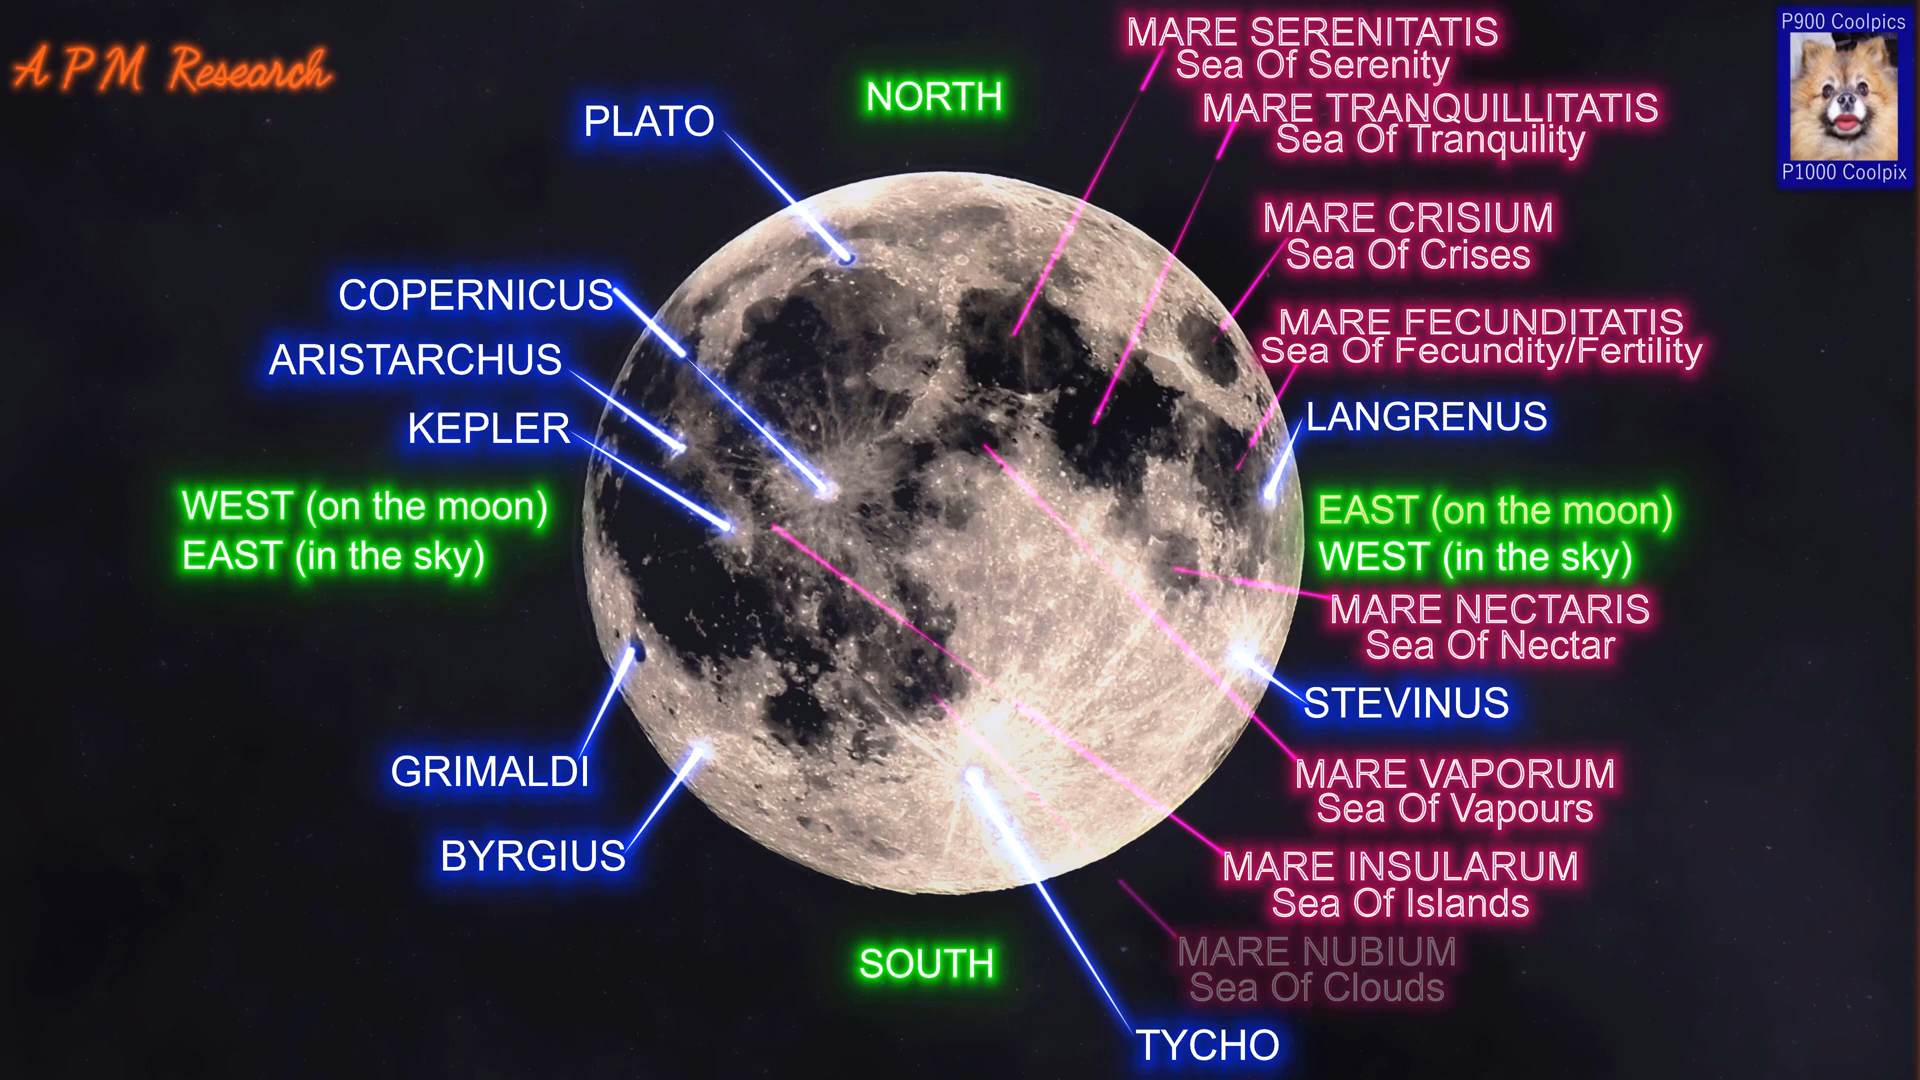 A P M Research
P900 Coolpics
P1000 Coolpix
NORTH
PLATO
COPERNICUS
ARISTARCHUS
KEPLER
WEST (on the moon)
EAST (in the sky)
GRIMALDI
BYRGIUS
SOUTH
MARE SERENITATIS
Sea Of Serenity
MARE TRANQUILLITATIS
Sea Of Tranquility
MARE CRISIUM
Sea Of Crises
MARE FECUNDITATIS
Sea Of Fecundity/Fertility
LANGRENUS
EAST (on the moon)
WEST (in the sky)
MARE NECTARIS
Sea Of Nectar
STEVINUS
MARE VAPORUM
Sea Of Vapours
MARE INSULARUM
Sea Of Islands
MARE NUBIUM
Sea Of Clouds
TYCHO